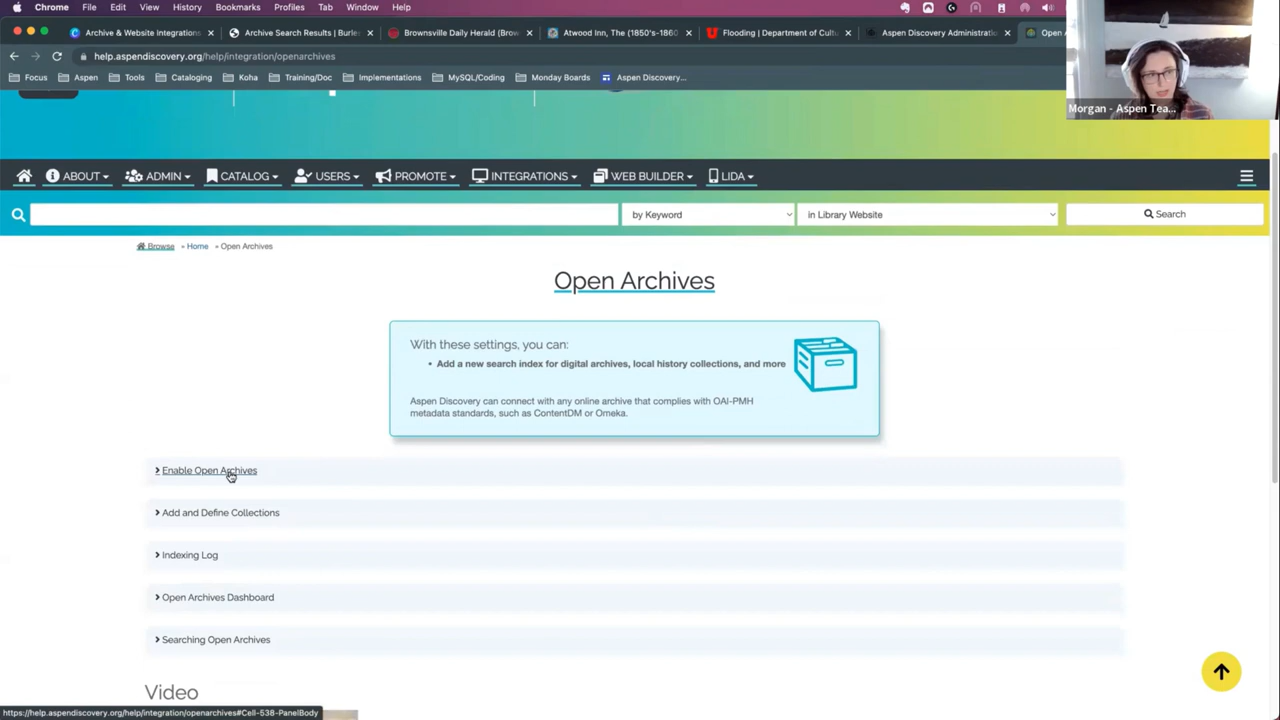 Chrome File Edit View History Bookmarks Profiles Tab Window Help
Archive & Website Integrations × Archive Search Results | Burle × Brownsville Daily Herald (Brow × Atwood Inn, The (1850's-1860 × Flooding | Department of Cultu × Aspen Discovery Administratio × Open A
help.aspendiscovery.org/help/integration/openarchives
Focus Aspen Tools Cataloging Koha Training/Doc Implementations MySQL/Coding Monday Boards Aspen Discovery...
Morgan - Aspen Tea...
ABOUT ADMIN CATALOG USERS PROMOTE INTEGRATIONS WEB BUILDER LIDA
by Keyword in Library Website Search
Browse » Home » Open Archives
Open Archives
With these settings, you can:
• Add a new search index for digital archives, local history collections, and more
Aspen Discovery can connect with any online archive that complies with OAI-PMH
metadata standards, such as ContentDM or Omeka.
Enable Open Archives
Add and Define Collections
Indexing Log
Open Archives Dashboard
Searching Open Archives
Video
https://help.aspendiscovery.org/help/integration/openarchives#Cell-538-PanelBody